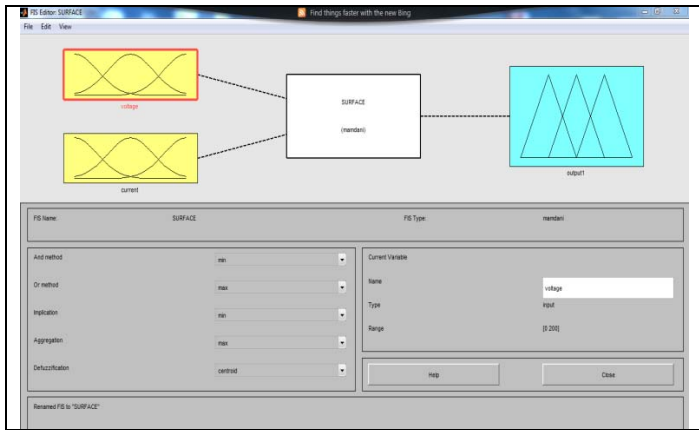 FIS Editor: SURFACE
Find things faster with the new Bing
File Edit View
voltage
current
SURFACE
(mamdani)
output1
FIS Name: SURFACE FIS Type: mamdani
And method min
Or method max
Implication min
Aggregation max
Defuzzification centroid
Current Variable
Name voltage
Type input
Range [0 200]
Help Close
Renamed FIS to "SURFACE"